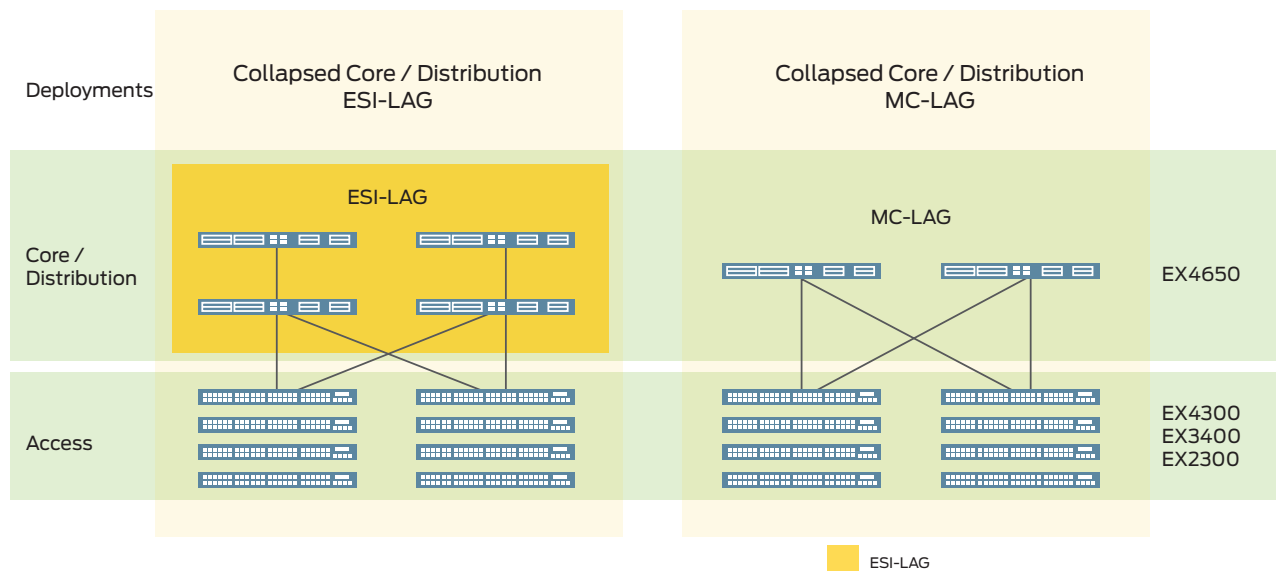 Deployments
Collapsed Core / Distribution
ESI-LAG
Collapsed Core / Distribution
MC-LAG
Core /
Distribution
ESI-LAG
MC-LAG
EX4650
Access
EX4300
EX3400
EX2300
ESI-LAG